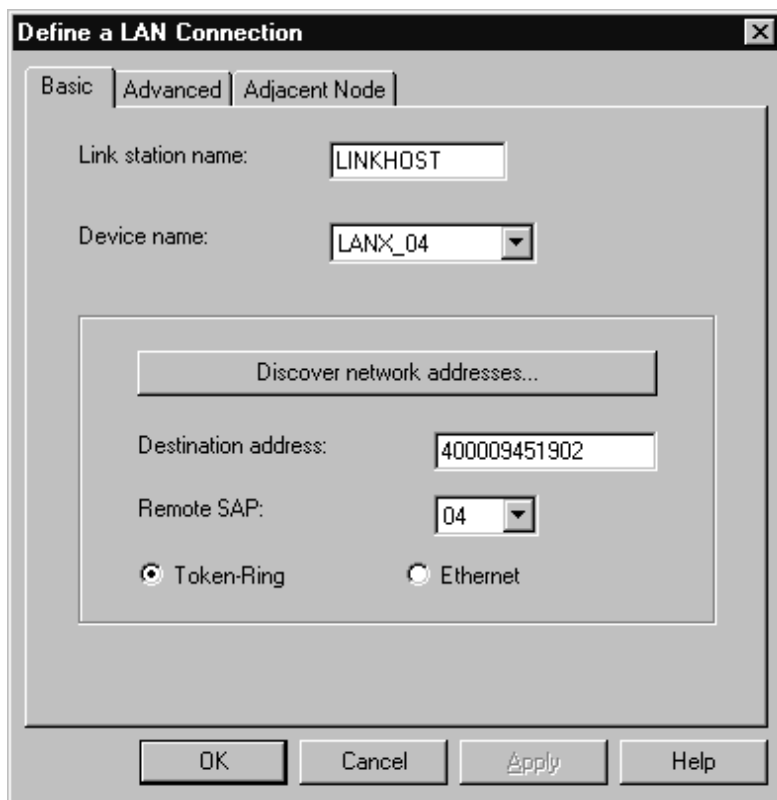 Define a LAN Connection
Basic Advanced Adjacent Node
Link station name: LINKHOST
Device name: LANX_04
Discover network addresses...
Destination address: 400009451902
Remote SAP: 04
Token-Ring Ethernet
OK Cancel Apply Help